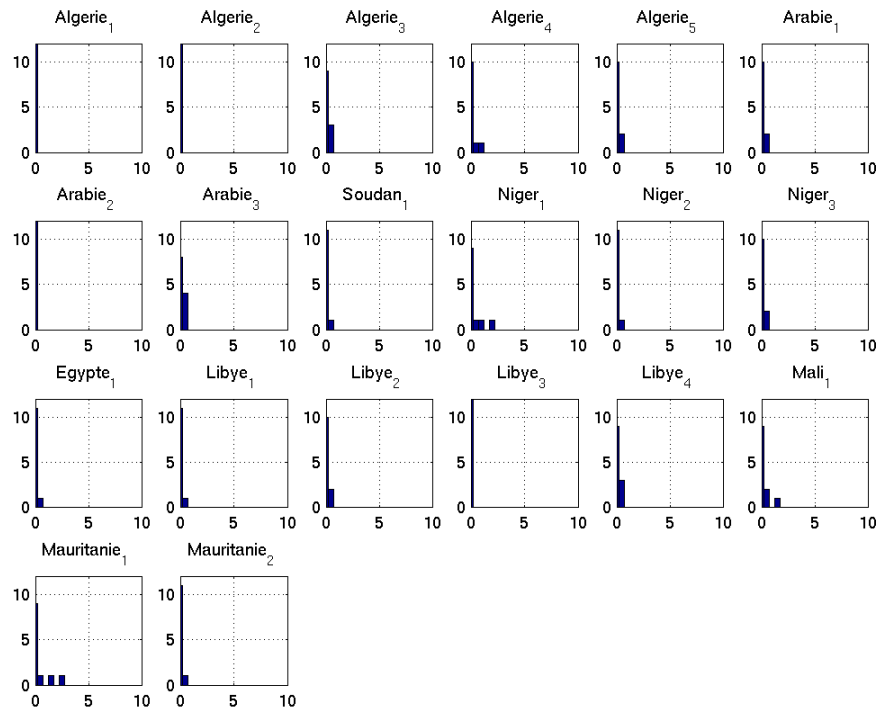 Algerie₁ Algerie₂ Algerie₃ Algerie₄ Algerie₅ Arabie₁
10 10 10 10 10 10
5 5 5 5 5 5
0 0 0 0 0 0
0 5 10 0 5 10 0 5 10 0 5 10 0 5 10 0 5 10
Arabie₂ Arabie₃ Soudan₁ Niger₁ Niger₂ Niger₃
10 10 10 10 10 10
5 5 5 5 5 5
0 0 0 0 0 0
0 5 10 0 5 10 0 5 10 0 5 10 0 5 10 0 5 10
Egypte₁ Libye₁ Libye₂ Libye₃ Libye₄ Mali₁
10 10 10 10 10 10
5 5 5 5 5 5
0 0 0 0 0 0
0 5 10 0 5 10 0 5 10 0 5 10 0 5 10 0 5 10
Mauritanie₁ Mauritanie₂
10 10
5 5
0 0
0 5 10 0 5 10